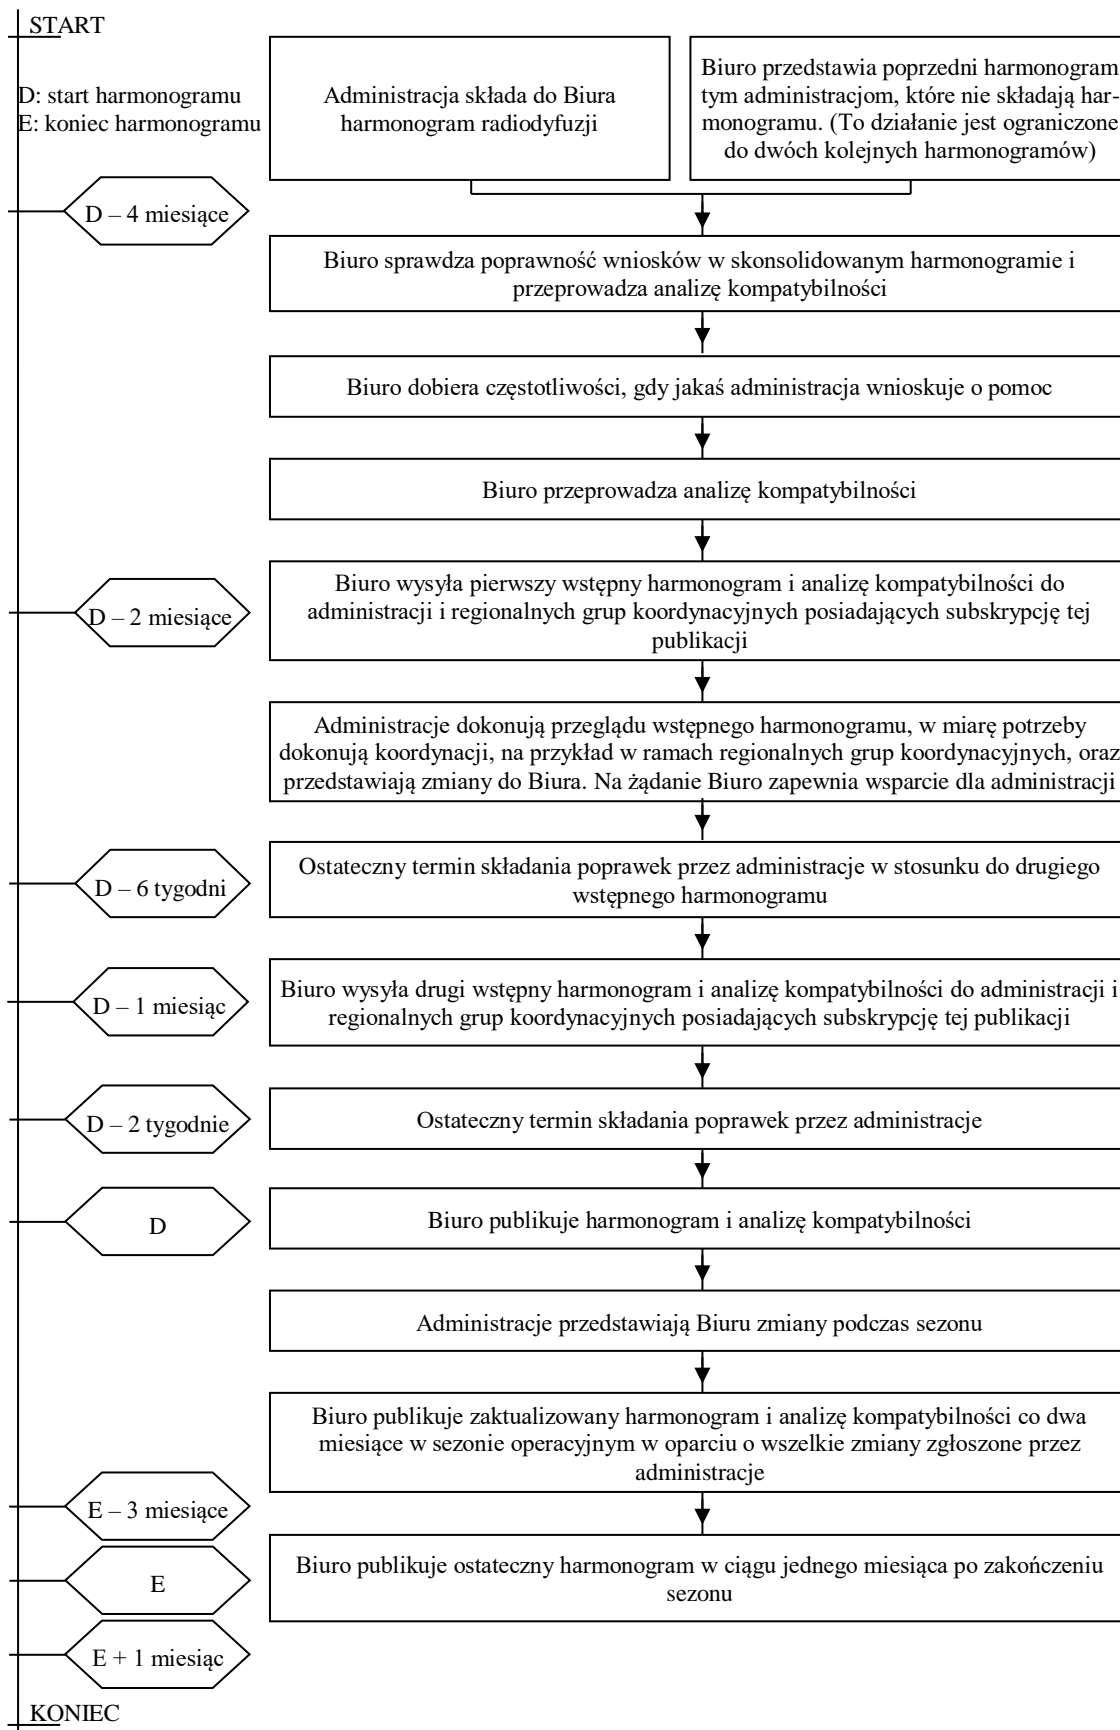 START
D: start harmonogramu
E: koniec harmonogramu
Administracja składa do Biura
harmonogram radiodyfuzji
Biuro przedstawia poprzedni harmonogram
tym administracjom, które nie składają har-
monogramu. (To działanie jest ograniczone
do dwóch kolejnych harmonogramów)
D – 4 miesiące
Biuro sprawdza poprawność wniosków w skonsolidowanym harmonogramie i
przeprowadza analizę kompatybilności
Biuro dobiera częstotliwości, gdy jakaś administracja wnioskuje o pomoc
Biuro przeprowadza analizę kompatybilności
D – 2 miesiące
Biuro wysyła pierwszy wstępny harmonogram i analizę kompatybilności do
administracji i regionalnych grup koordynacyjnych posiadających subskrypcję tej
publikacji
Administracje dokonują przeglądu wstępnego harmonogramu, w miarę potrzeby
dokonują koordynacji, na przykład w ramach regionalnych grup koordynacyjnych, oraz
przedstawiają zmiany do Biura. Na żądanie Biuro zapewnia wsparcie dla administracji
D – 6 tygodni
Ostateczny termin składania poprawek przez administracje w stosunku do drugiego
wstępnego harmonogramu
D – 1 miesiąc
Biuro wysyła drugi wstępny harmonogram i analizę kompatybilności do administracji i
regionalnych grup koordynacyjnych posiadających subskrypcję tej publikacji
D – 2 tygodnie
Ostateczny termin składania poprawek przez administracje
D
Biuro publikuje harmonogram i analizę kompatybilności
Administracje przedstawiają Biuru zmiany podczas sezonu
Biuro publikuje zaktualizowany harmonogram i analizę kompatybilności co dwa
miesiące w sezonie operacyjnym w oparciu o wszelkie zmiany zgłoszone przez
administracje
E – 3 miesiące
E
Biuro publikuje ostateczny harmonogram w ciągu jednego miesiąca po zakończeniu
sezonu
E + 1 miesiąc
KONIEC